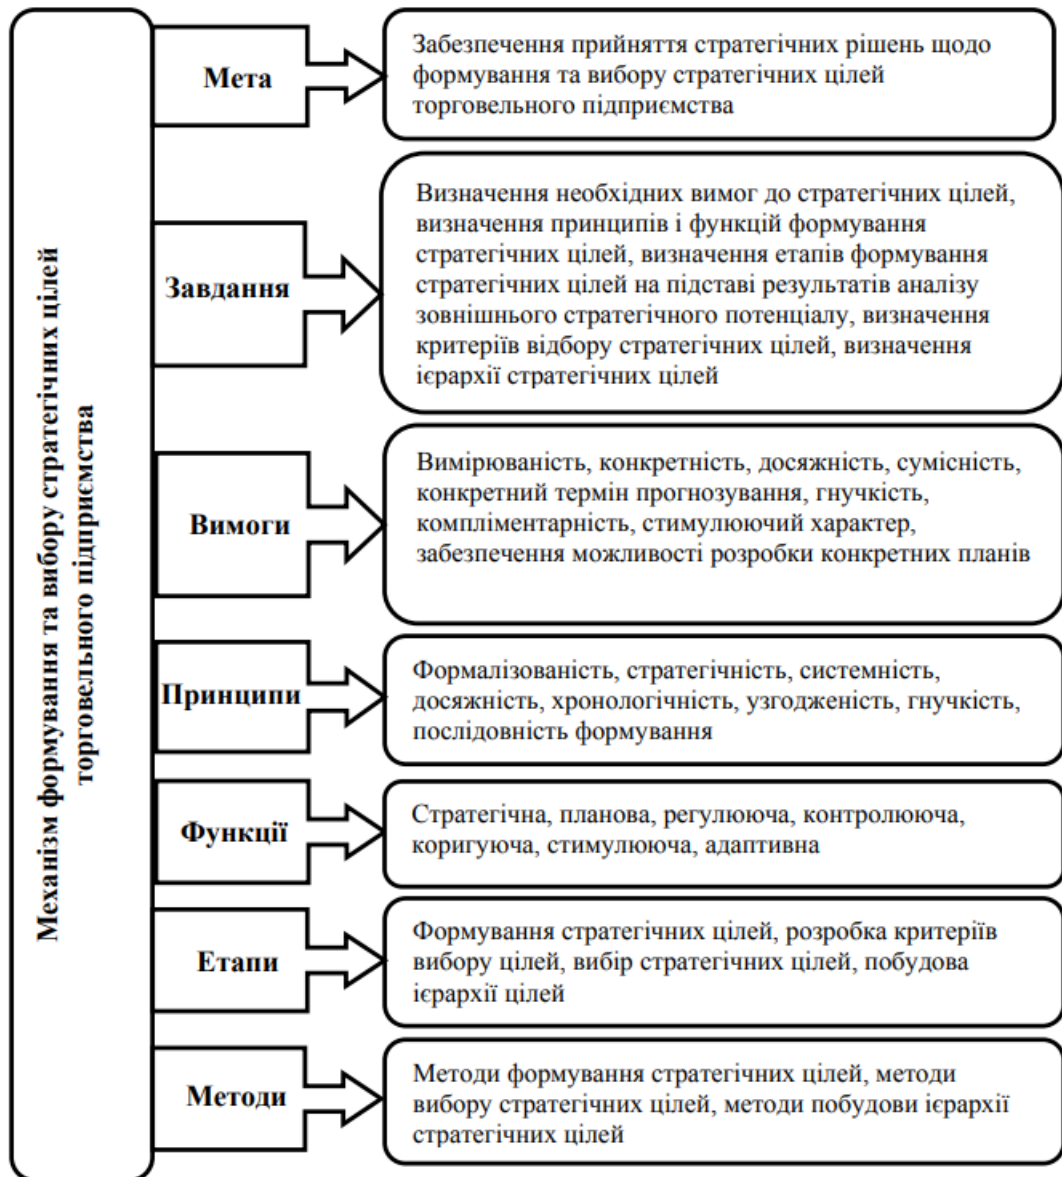 Механізм формування та вибору стратегічних цілей
торговельного підприємства
Мета
Забезпечення прийняття стратегічних рішень щодо
формування та вибору стратегічних цілей
торговельного підприємства
Завдання
Визначення необхідних вимог до стратегічних цілей,
визначення принципів і функцій формування
стратегічних цілей, визначення етапів формування
стратегічних цілей на підставі результатів аналізу
зовнішнього стратегічного потенціалу, визначення
критеріїв відбору стратегічних цілей, визначення
ієрархії стратегічних цілей
Вимоги
Вимірюваність, конкретність, досяжність, сумісність,
конкретний термін прогнозування, гнучкість,
компліментарність, стимулюючий характер,
забезпечення можливості розробки конкретних планів
Принципи
Формалізованість, стратегічність, системність,
досяжність, хронологічність, узгодженість, гнучкість,
послідовність формування
Функції
Стратегічна, планова, регулююча, контролююча,
коригуюча, стимулююча, адаптивна
Етапи
Формування стратегічних цілей, розробка критеріїв
вибору цілей, вибір стратегічних цілей, побудова
ієрархії цілей
Методи
Методи формування стратегічних цілей, методи
вибору стратегічних цілей, методи побудови ієрархії
стратегічних цілей